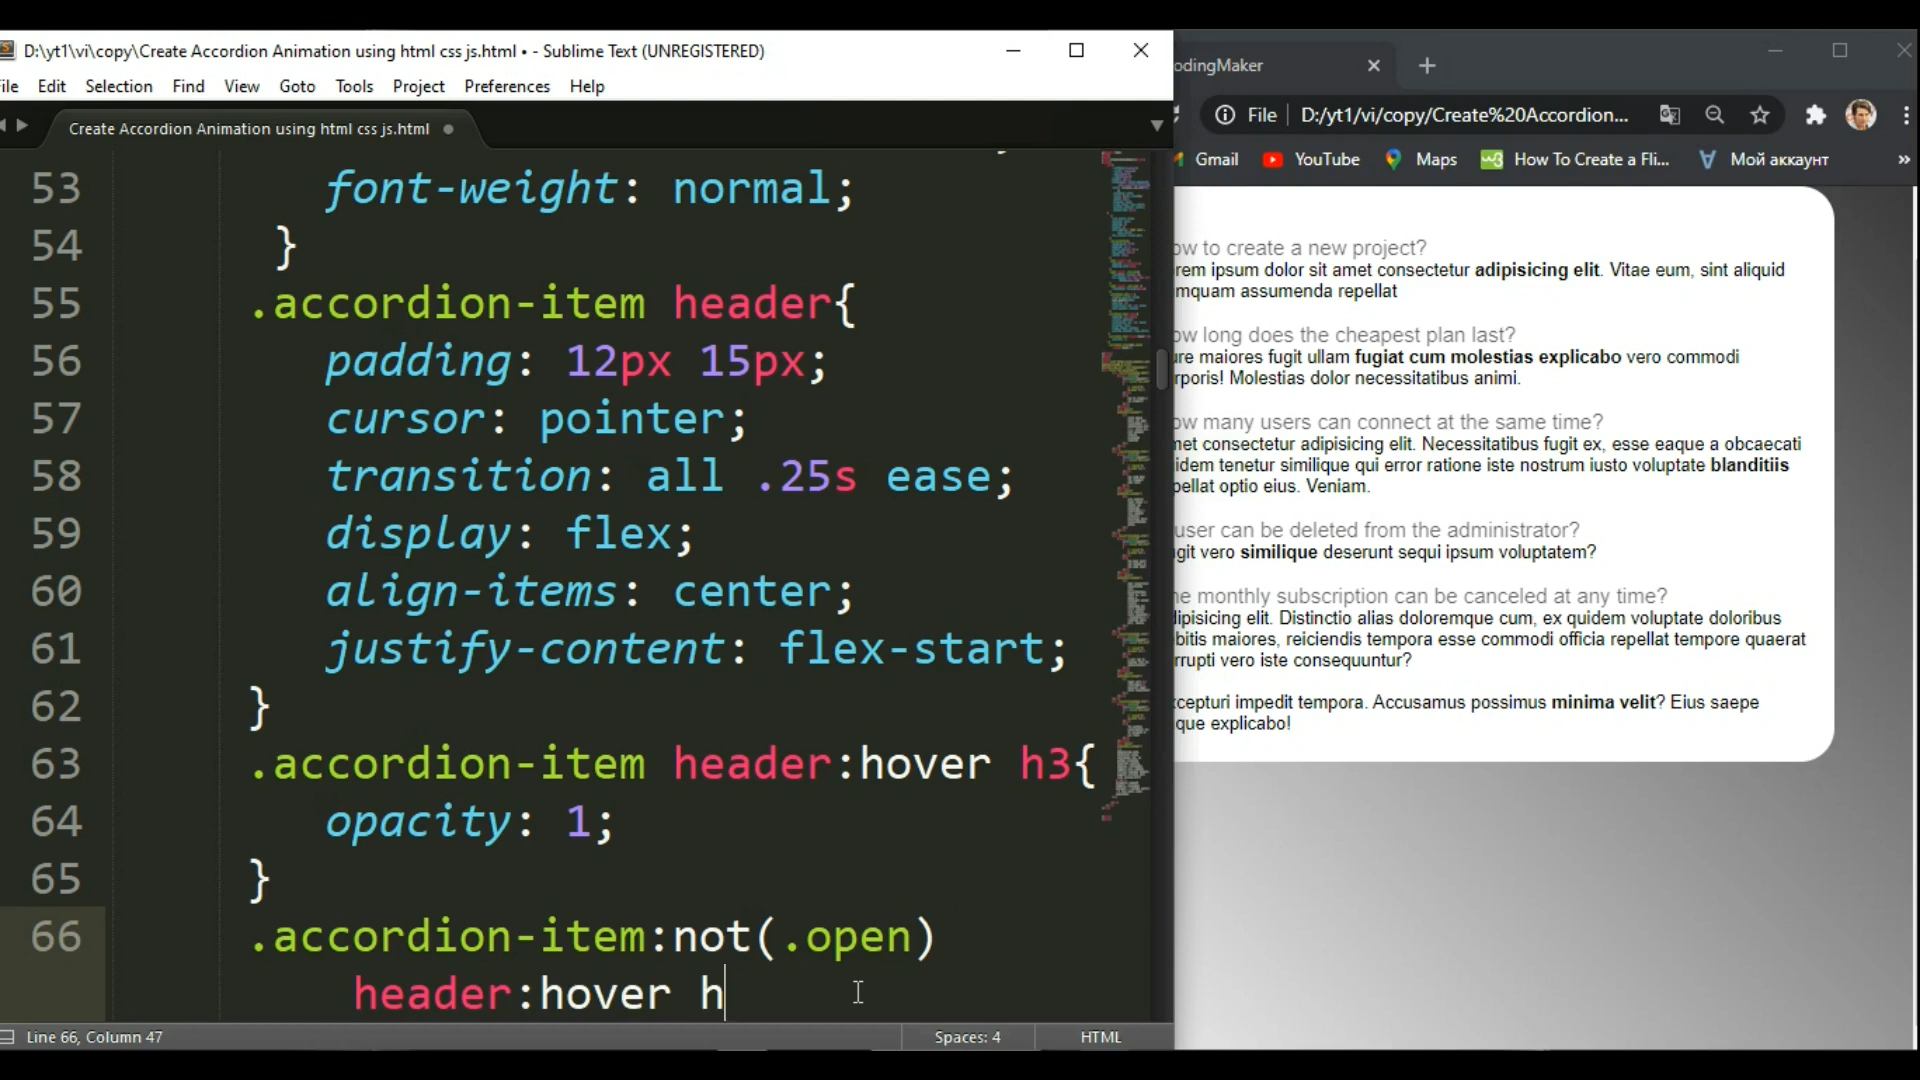 D:\yt1\vi\copy\Create Accordion Animation using html css js.html • - Sublime Text (UNREGISTERED)
ile Edit Selection Find View Goto Tools Project Preferences Help
Create Accordion Animation using html css js.html
53 font-weight: normal;
54 }
55 .accordion-item header{
56 padding: 12px 15px;
57 cursor: pointer;
58 transition: all .25s ease;
59 display: flex;
60 align-items: center;
61 justify-content: flex-start;
62 }
63 .accordion-item header:hover h3{
64 opacity: 1;
65 }
66 .accordion-item:not(.open)
header:hover h
Line 66, Column 47 Spaces: 4 HTML
odingMaker
File D:/yt1/vi/copy/Create%20Accordion...
Gmail YouTube Maps How To Create a Fli... Мой аккаунт »
ow to create a new project?
rem ipsum dolor sit amet consectetur adipisicing elit. Vitae eum, sint aliquid
mquam assumenda repellat
ow long does the cheapest plan last?
re maiores fugit ullam fugiat cum molestias explicabo vero commodi
rporis! Molestias dolor necessitatibus animi.
ow many users can connect at the same time?
net consectetur adipisicing elit. Necessitatibus fugit ex, esse eaque a obcaecati
idem tenetur similique qui error ratione iste nostrum iusto voluptate blanditiis
pellat optio eius. Veniam.
user can be deleted from the administrator?
git vero similique deserunt sequi ipsum voluptatem?
ne monthly subscription can be canceled at any time?
lipisicing elit. Distinctio alias doloremque cum, ex quidem voluptate doloribus
bitis maiores, reiciendis tempora esse commodi officia repellat tempore quaerat
rrupti vero iste consequuntur?
cepturi impedit tempora. Accusamus possimus minima velit? Eius saepe
que explicabo!